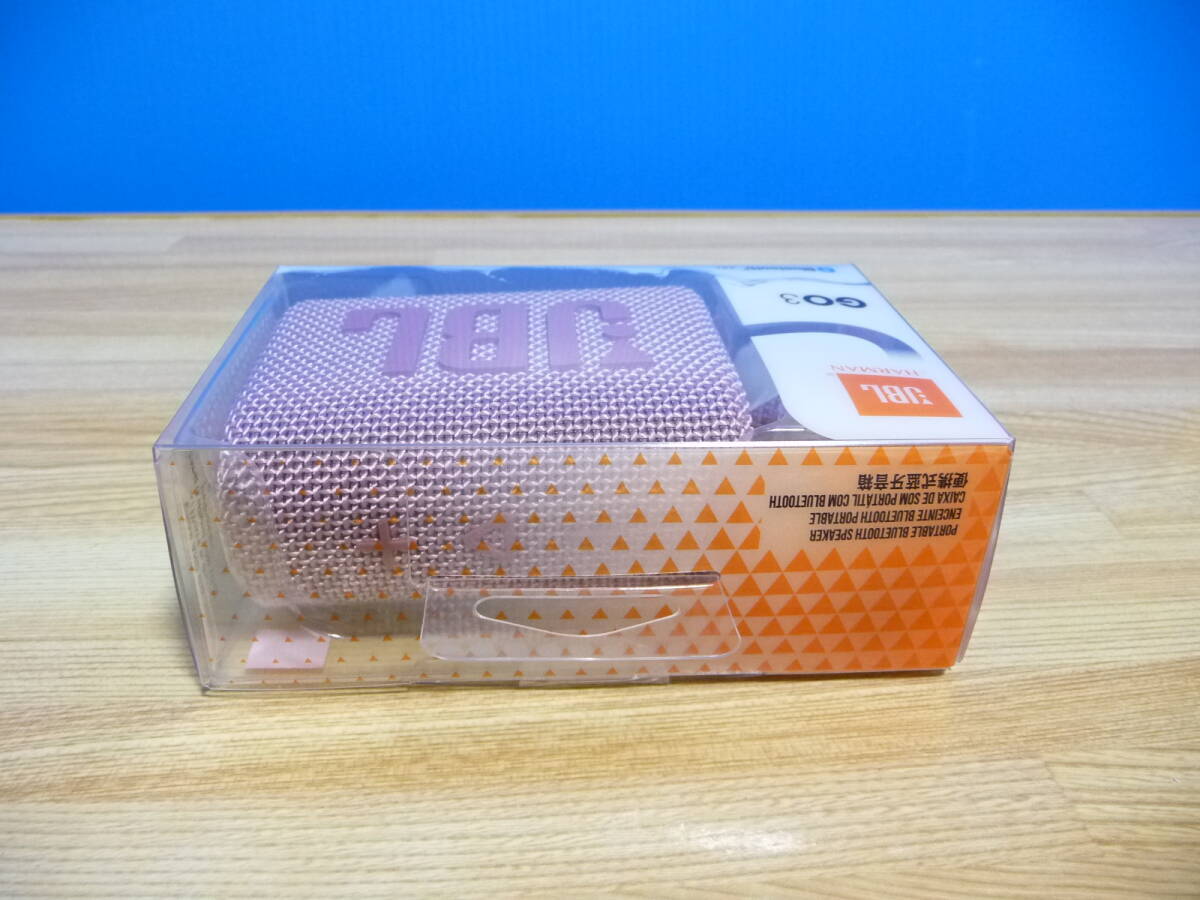 JBL
Bluetooth
GO3
JBL
HARMAN
PORTABLE BLUETOOTH SPEAKER
ENCEINTE BLUETOOTH PORTABLE
CAIXA DE SOM PORTÁTIL COM BLUETOOTH
便携式蓝牙音箱